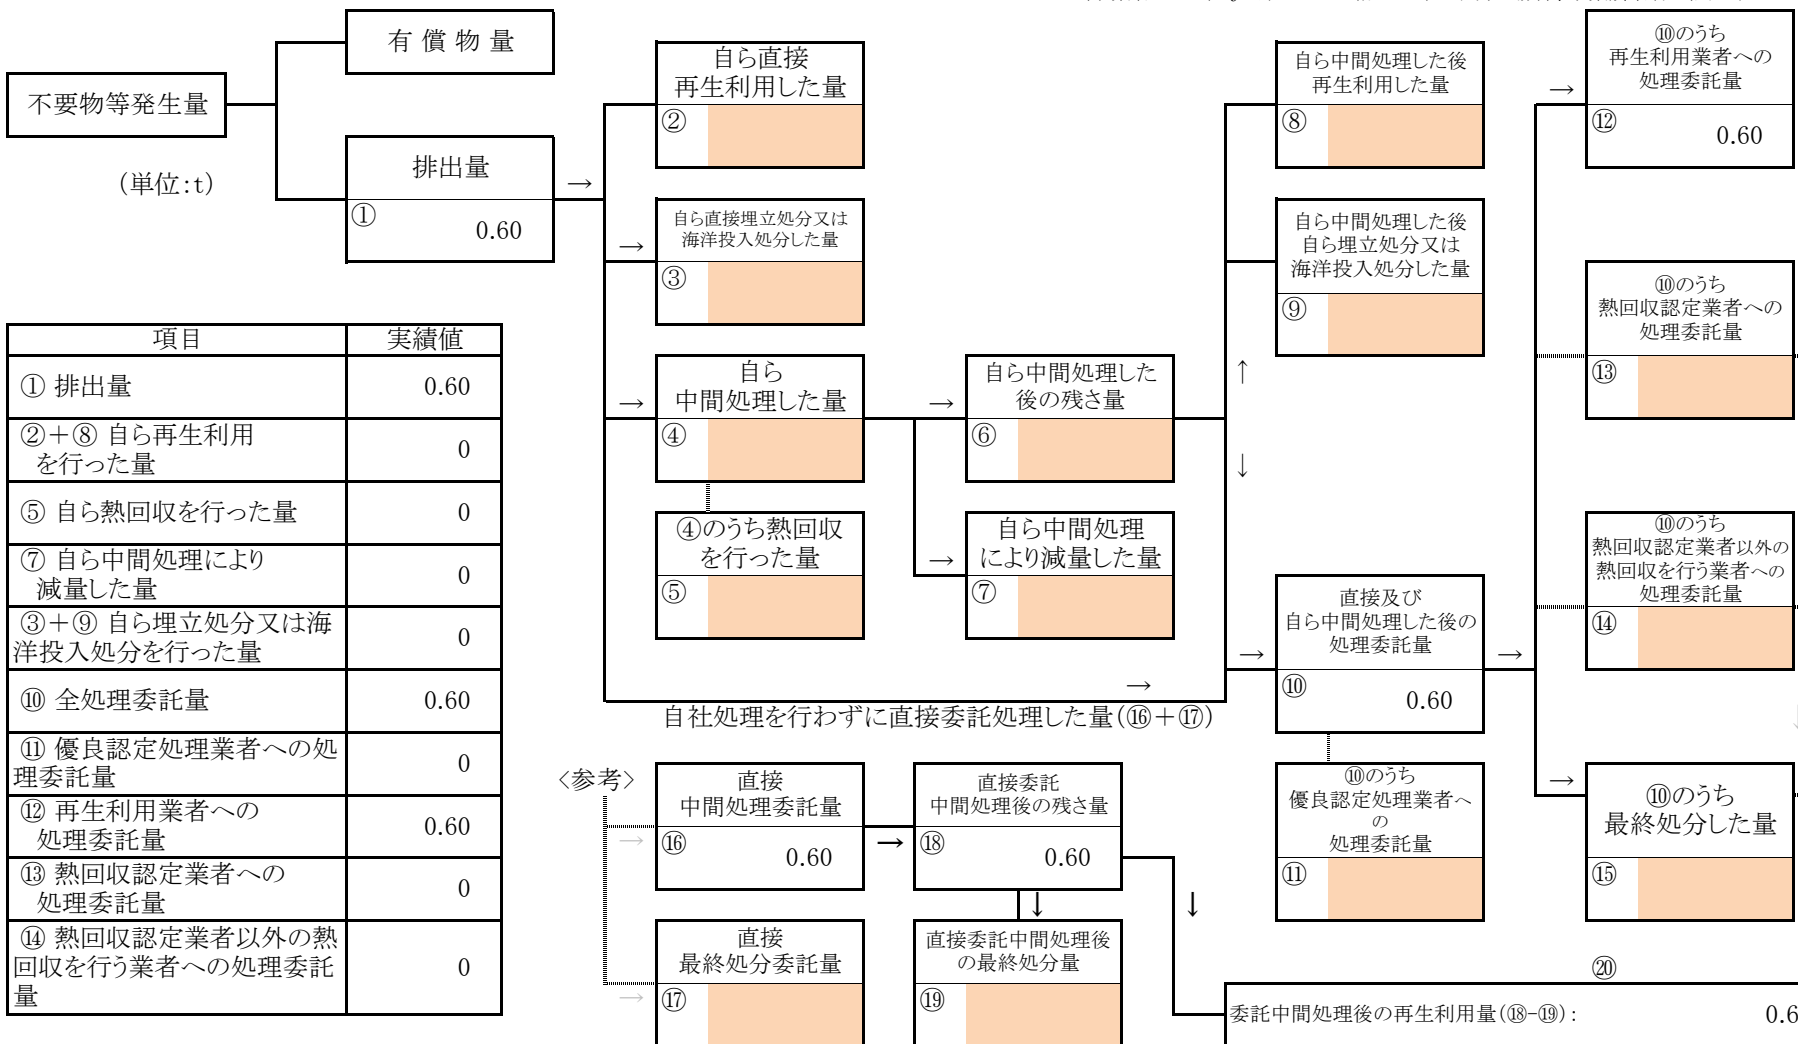 有 償 物 量
不要物等発生量
(単位:t)
排出量
①
0.60
→
自ら直接
再生利用した量
②
→
自ら直接埋立処分又は
海洋投入処分した量
③
→
自ら
中間処理した量
④
④のうち熱回収
を行った量
⑤
→
自ら中間処理した
後の残さ量
⑥
→
自ら中間処理
により減量した量
⑦
自ら中間処理した後
再生利用した量
⑧
自ら中間処理した後
自ら埋立処分又は
海洋投入処分した量
⑨
↑
↓
→
直接及び
自ら中間処理した後の
処理委託量
⑩
0.60
→
⑩のうち
優良認定処理業者へ
の
処理委託量
⑪
→
⑩のうち
再生利用業者への
処理委託量
⑫
0.60
⑩のうち
熱回収認定業者への
処理委託量
⑬
⑩のうち
熱回収認定業者以外の
熱回収を行う業者への
処理委託量
⑭
→
⑩のうち
最終処分した量
⑮
→
自社処理を行わずに直接委託処理した量(⑯+⑰)
<参考>
→
直接
中間処理委託量
⑯
0.60
→
直接委託
中間処理後の残さ量
⑱
0.60
↓
↓
→
直接
最終処分委託量
⑰
直接委託中間処理後
の最終処分量
⑲
⑳
委託中間処理後の再生利用量(⑱-⑲):
0.6
項目 実績値
① 排出量 0.60
②+⑧ 自ら再生利用
を行った量 0
⑤ 自ら熱回収を行った量 0
⑦ 自ら中間処理により
減量した量 0
③+⑨ 自ら埋立処分又は海
洋投入処分を行った量 0
⑩ 全処理委託量 0.60
⑪ 優良認定処理業者への処
理委託量 0
⑫ 再生利用業者への
処理委託量 0.60
⑬ 熱回収認定業者への
処理委託量 0
⑭ 熱回収認定業者以外の熱
回収を行う業者への処理委託
量 0